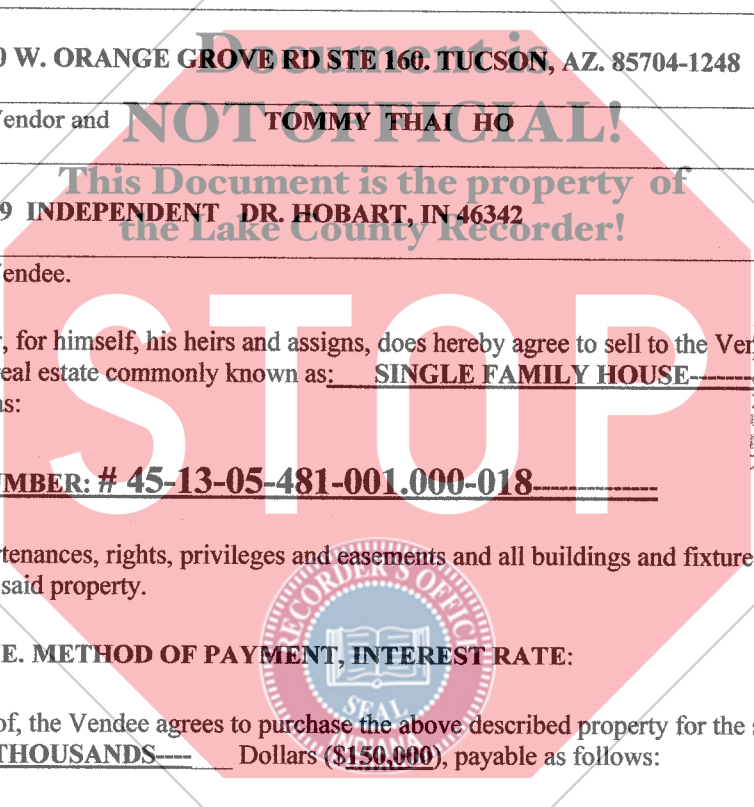 0 W. ORANGE GROVE RD STE 160. TUCSON, AZ. 85704-1248
Document is
Vendor and TOMMY THAI HO
NOT OFFICIAL!
This Document is the property of
9 INDEPENDENT DR. HOBART, IN 46342
the Lake County Recorder!
Vendee.
, for himself, his heirs and assigns, does hereby agree to sell to the Ven
real estate commonly known as: SINGLE FAMILY HOUSE--------
as:
STOP
UMBER: # 45-13-05-481-001.000-018-------------
tenances, rights, privileges and easements and all buildings and fixture
said property.
RECORDER'S OFFICE
E. METHOD OF PAYMENT, INTEREST RATE:
SEAL
of, the Vendee agrees to purchase the above described property for the s
THOUSANDS---- Dollars ($150,000), payable as follows: